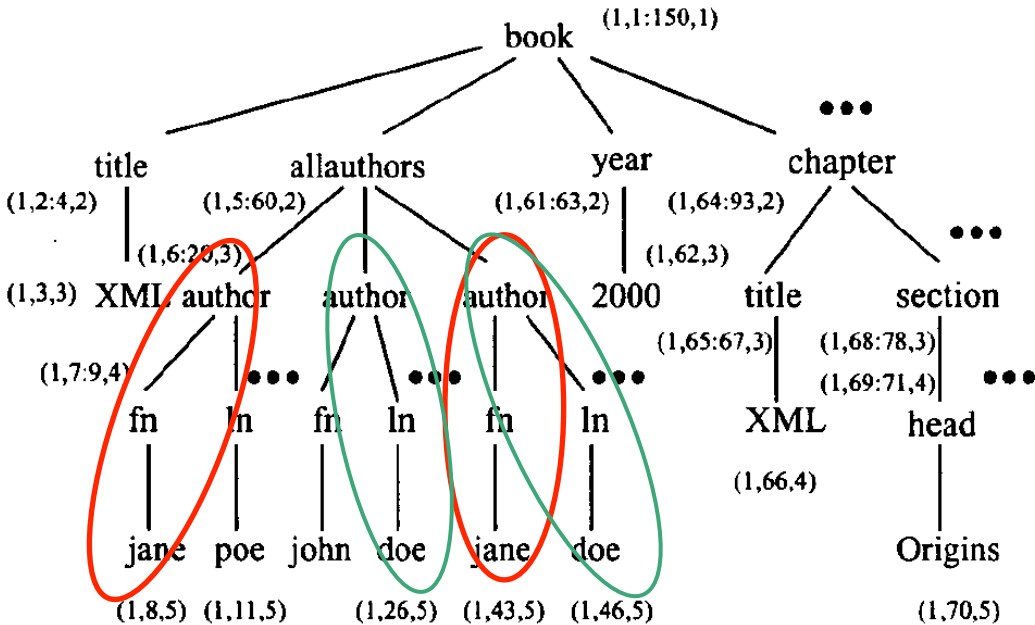 book (1,1:150,1)
title allauthors year chapter
(1,2:4,2) (1,5:60,2) (1,61:63,2) (1,64:93,2)
(1,6:20,3) (1,62,3)
(1,3,3) XML author author author 2000 title section
(1,65:67,3) (1,68:78,3)
(1,7:9,4) (1,69:71,4)
fn ln fn ln fn ln XML head
(1,66,4)
jane poe john doe jane doe Origins
(1,8,5) (1,11,5) (1,26,5) (1,43,5) (1,46,5) (1,70,5)